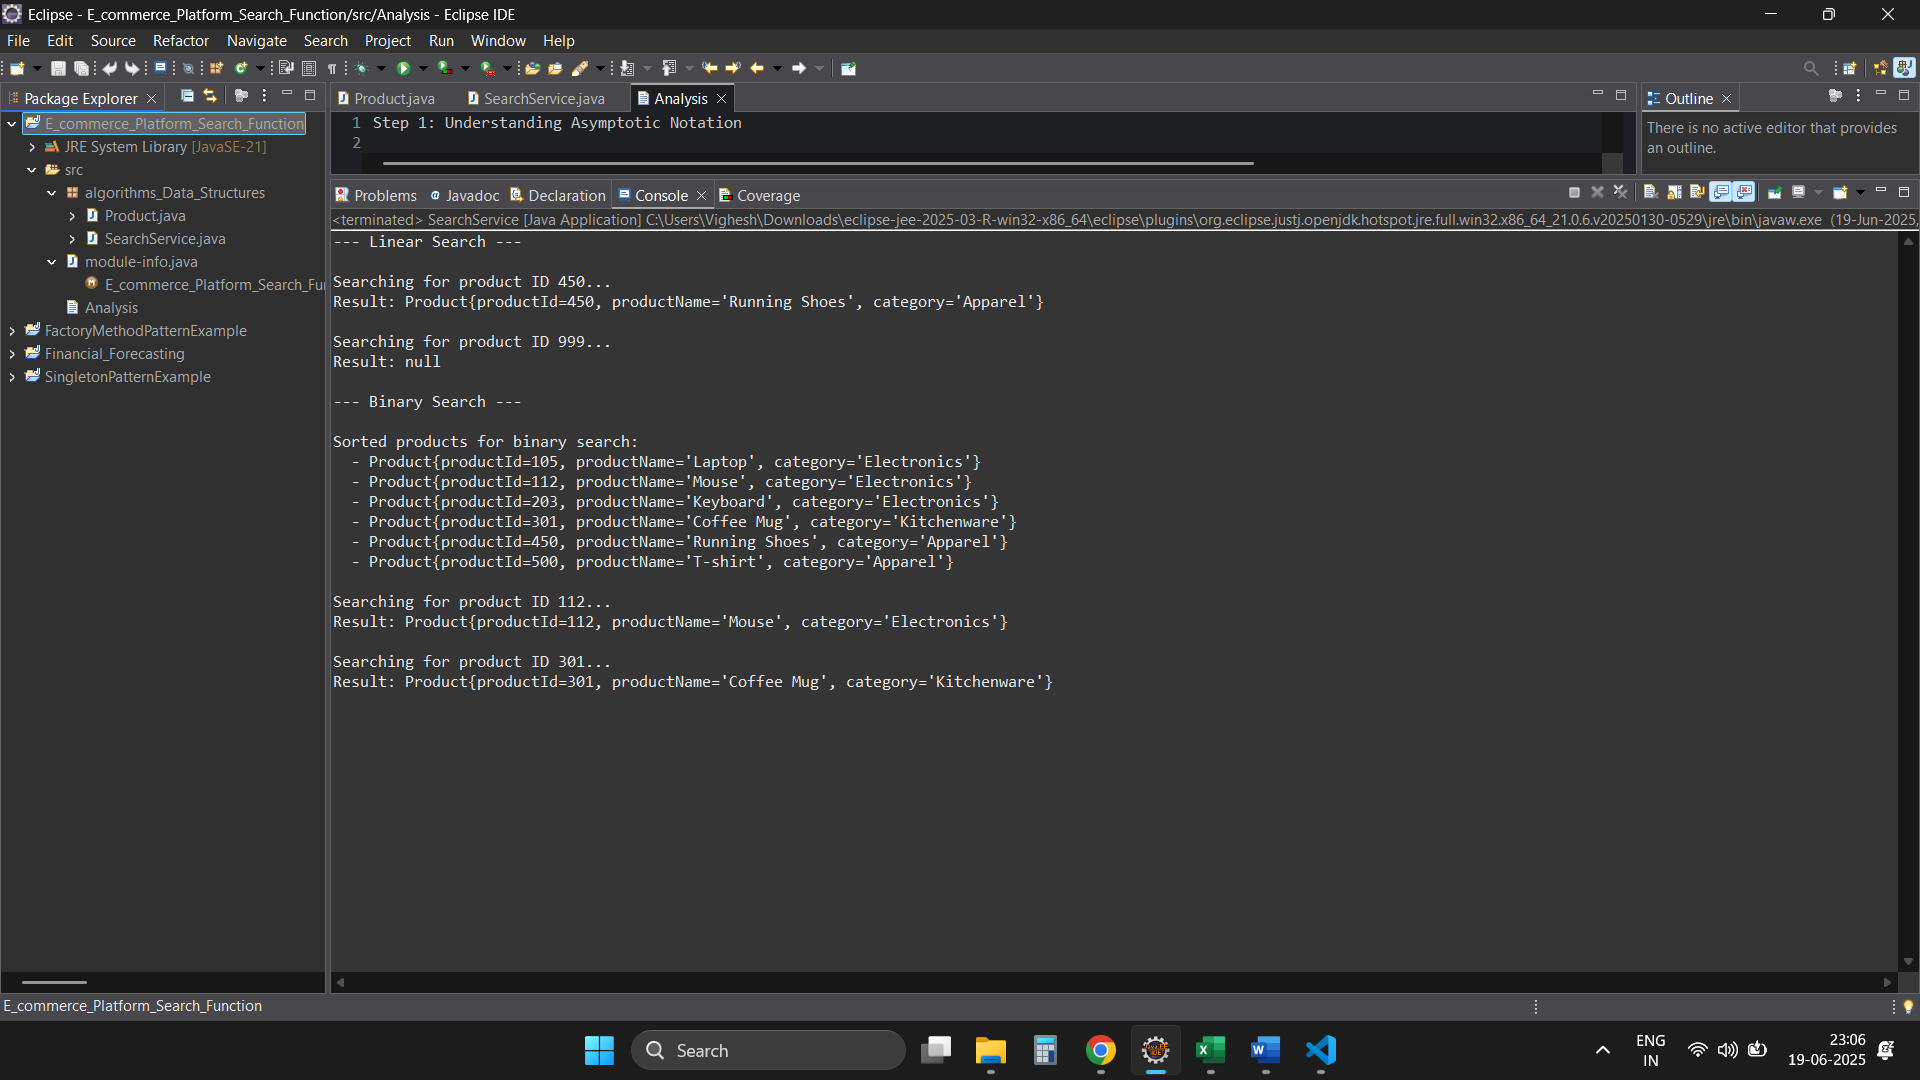 Eclipse - E_commerce_Platform_Search_Function/src/Analysis - Eclipse IDE
File Edit Source Refactor Navigate Search Project Run Window Help
Package Explorer
E_commerce_Platform_Search_Function
JRE System Library [JavaSE-21]
src
algorithms_Data_Structures
Product.java
SearchService.java
module-info.java
E_commerce_Platform_Search_Fu
Analysis
FactoryMethodPatternExample
Financial_Forecasting
SingletonPatternExample
Product.java SearchService.java Analysis
1 Step 1: Understanding Asymptotic Notation
2
Outline
There is no active editor that provides
an outline.
Problems Javadoc Declaration Console Coverage
<terminated> SearchService [Java Application] C:\Users\Vighesh\Downloads\eclipse-jee-2025-03-R-win32-x86_64\eclipse\plugins\org.eclipse.justj.openjdk.hotspot.jre.full.win32.x86_64_21.0.6.v20250130-0529\jre\bin\javaw.exe (19-Jun-2025,
--- Linear Search ---
Searching for product ID 450...
Result: Product{productId=450, productName='Running Shoes', category='Apparel'}
Searching for product ID 999...
Result: null
--- Binary Search ---
Sorted products for binary search:
- Product{productId=105, productName='Laptop', category='Electronics'}
- Product{productId=112, productName='Mouse', category='Electronics'}
- Product{productId=203, productName='Keyboard', category='Electronics'}
- Product{productId=301, productName='Coffee Mug', category='Kitchenware'}
- Product{productId=450, productName='Running Shoes', category='Apparel'}
- Product{productId=500, productName='T-shirt', category='Apparel'}
Searching for product ID 112...
Result: Product{productId=112, productName='Mouse', category='Electronics'}
Searching for product ID 301...
Result: Product{productId=301, productName='Coffee Mug', category='Kitchenware'}
E_commerce_Platform_Search_Function
Search
ENG
IN
23:06
19-06-2025